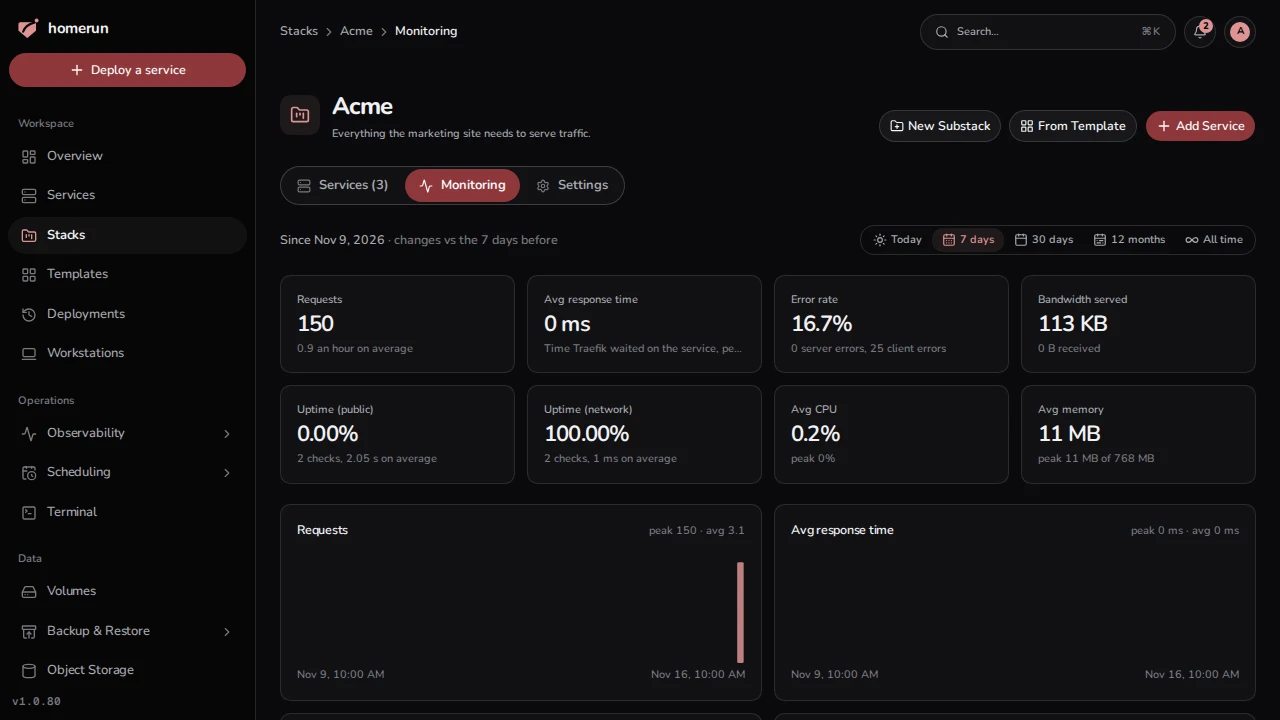 homerun
Deploy a service
Workspace
Overview
Services
Stacks
Templates
Deployments
Workstations
Operations
Observability
Scheduling
Terminal
Data
Volumes
Backup & Restore
Object Storage
v1.0.80
Stacks > Acme > Monitoring
Search... ⌘K
2
A
Acme
Everything the marketing site needs to serve traffic.
New Substack
From Template
Add Service
Services (3)
Monitoring
Settings
Since Nov 9, 2026 · changes vs the 7 days before
Today
7 days
30 days
12 months
All time
Requests
150
0.9 an hour on average
Avg response time
0 ms
Time Traefik waited on the service, pe...
Error rate
16.7%
0 server errors, 25 client errors
Bandwidth served
113 KB
0 B received
Uptime (public)
0.00%
2 checks, 2.05 s on average
Uptime (network)
100.00%
2 checks, 1 ms on average
Avg CPU
0.2%
peak 0%
Avg memory
11 MB
peak 11 MB of 768 MB
Requests
peak 150 · avg 3.1
Nov 9, 10:00 AM
Nov 16, 10:00 AM
Avg response time
peak 0 ms · avg 0 ms
Nov 9, 10:00 AM
Nov 16, 10:00 AM